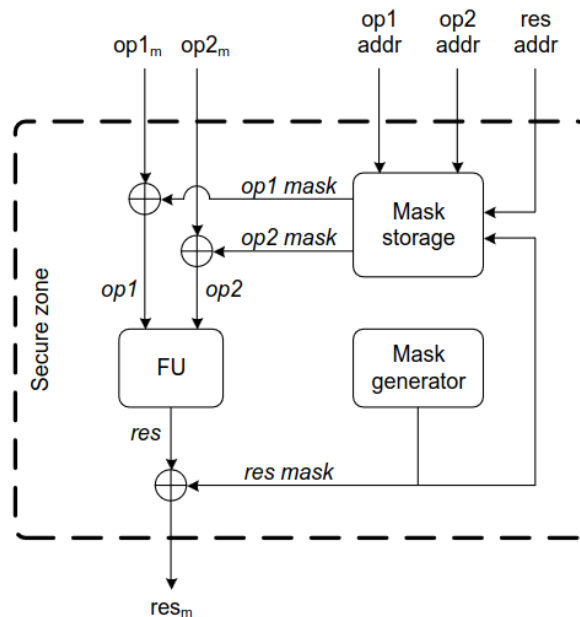 op1 op2 res
op1m op2m addr addr addr
op1 mask
Mask
storage
op2 mask
op1 op2
Secure zone
FU
Mask
generator
res
res mask
resm